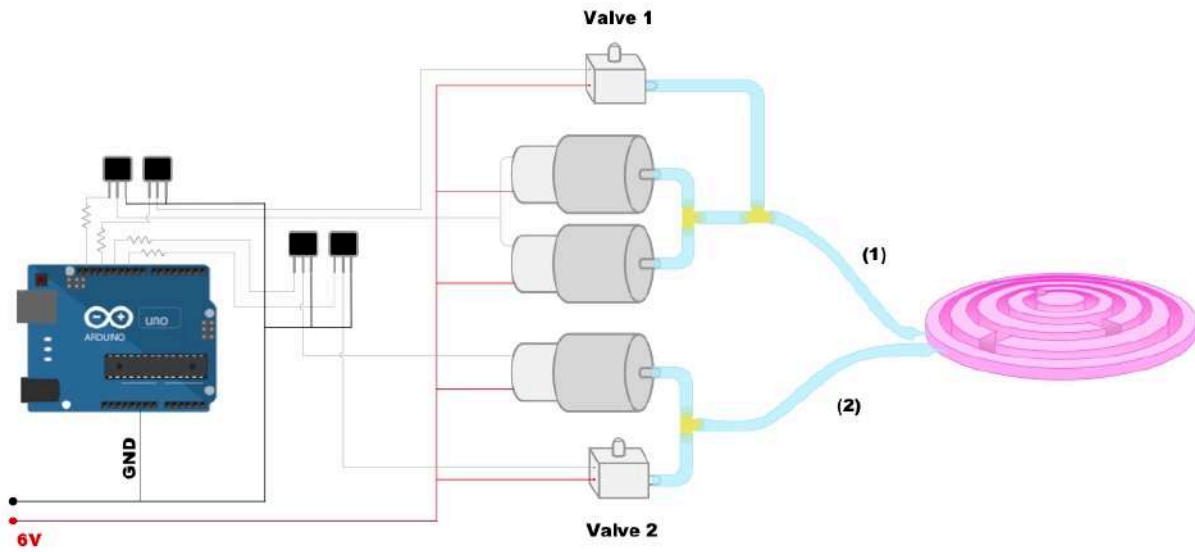 Valve 1
UNO
ARDUINO
(1)
(2)
GND
6V
Valve 2